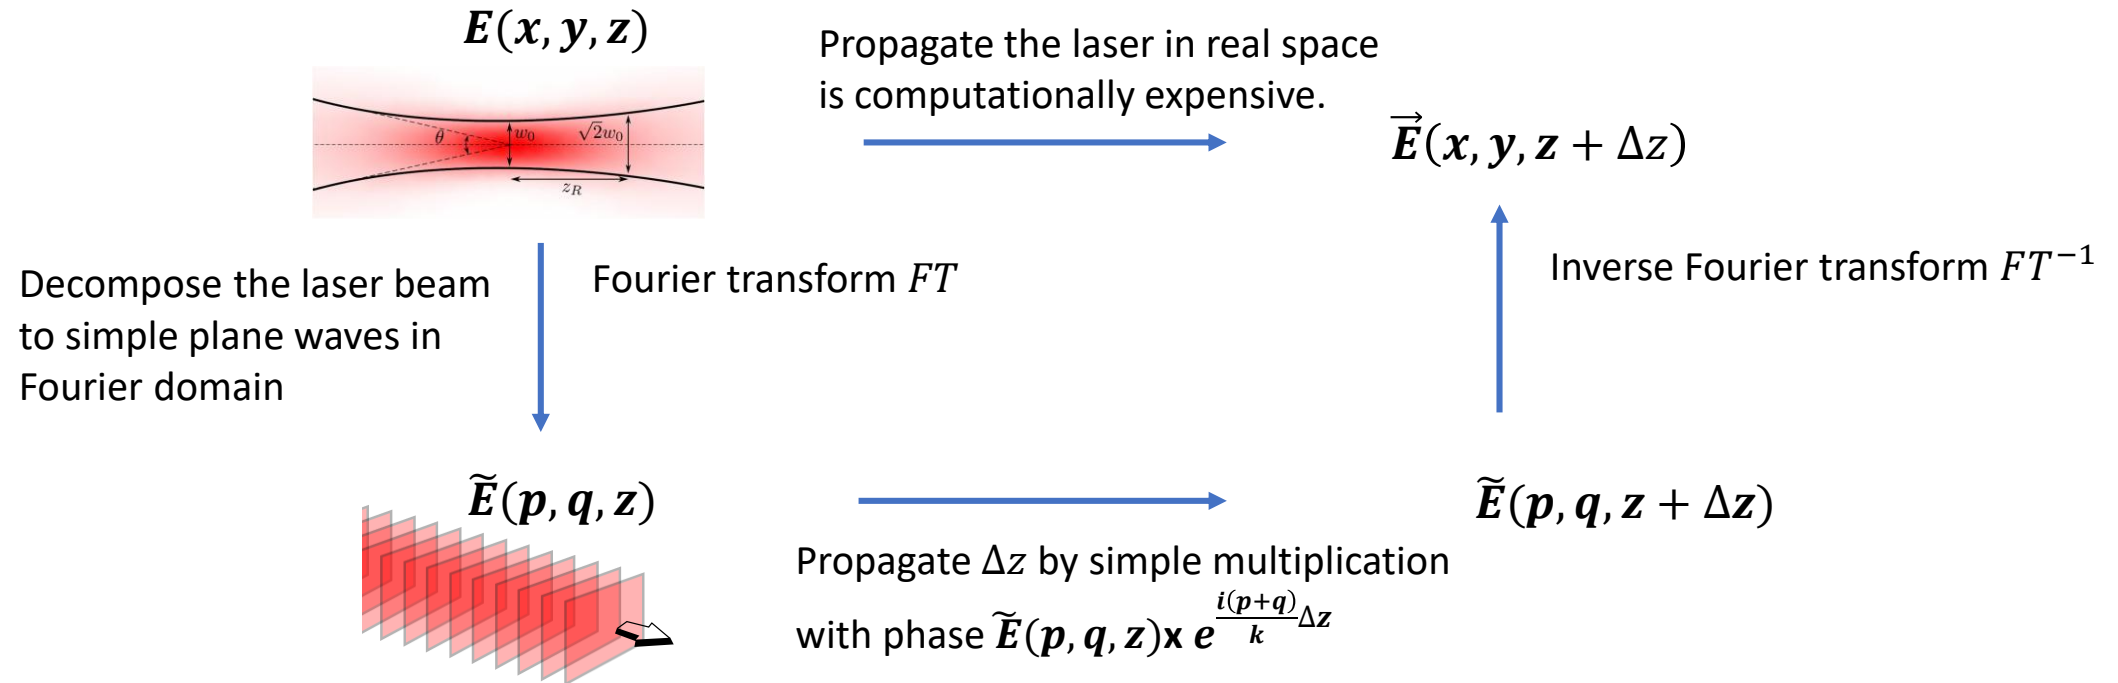 E(x, y, z)
Propagate the laser in real space
is computationally expensive.
θ
w₀
√2w₀
z_R
E⃗(x, y, z + Δz)
Decompose the laser beam
to simple plane waves in
Fourier domain
Fourier transform FT
Inverse Fourier transform FT⁻¹
Ẽ(p, q, z)
Ẽ(p, q, z + Δz)
Propagate Δz by simple multiplication
with phase Ẽ(p, q, z)x e^{\frac{i(p+q)}{k}Δz}